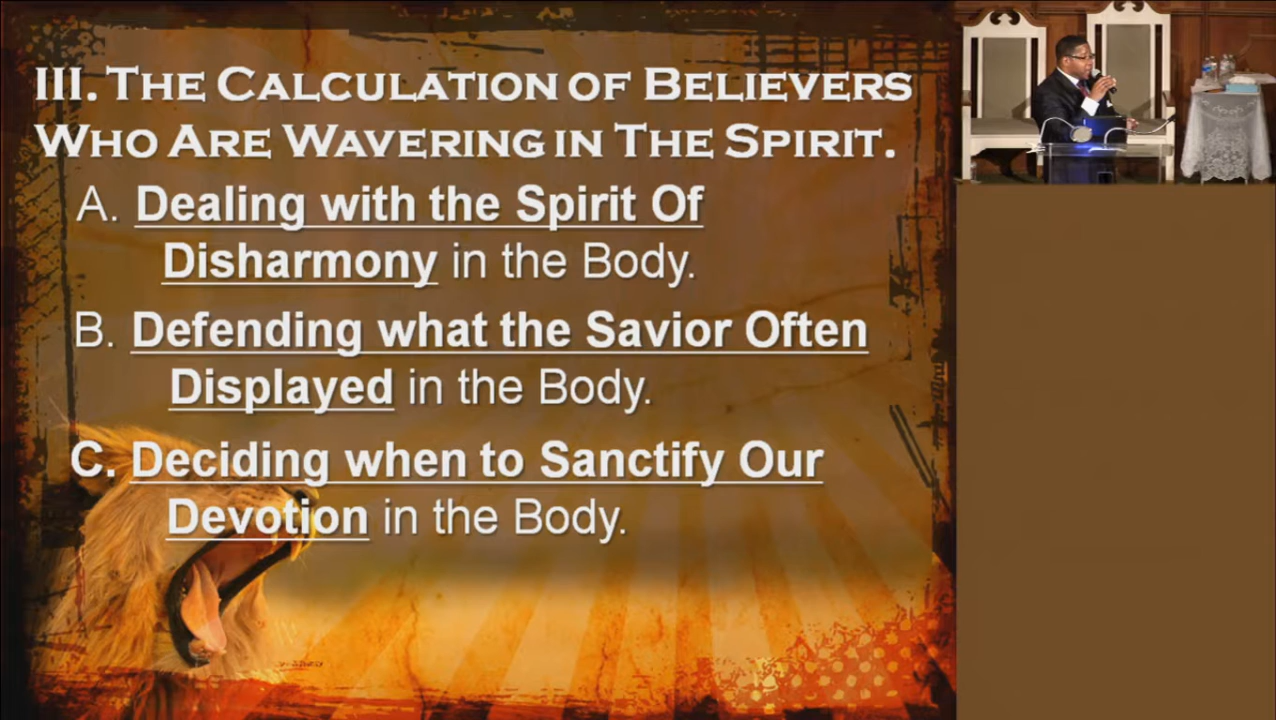 III. THE CALCULATION OF BELIEVERS
WHO ARE WAVERING IN THE SPIRIT.
A. Dealing with the Spirit Of
Disharmony in the Body.
B. Defending what the Savior Often
Displayed in the Body.
C. Deciding when to Sanctify Our
Devotion in the Body.